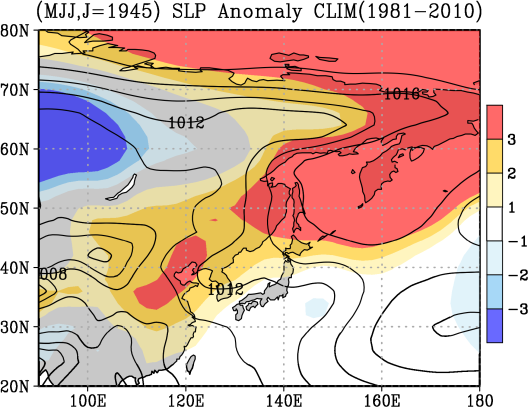 (MJJ,J=1945) SLP Anomaly CLIM(1981−2010)
80N
70N
1016
1012
3
60N
2
1
50N
−1
−2
40N
008
1012
−3
30N
20N
100E 120E 140E 160E 180